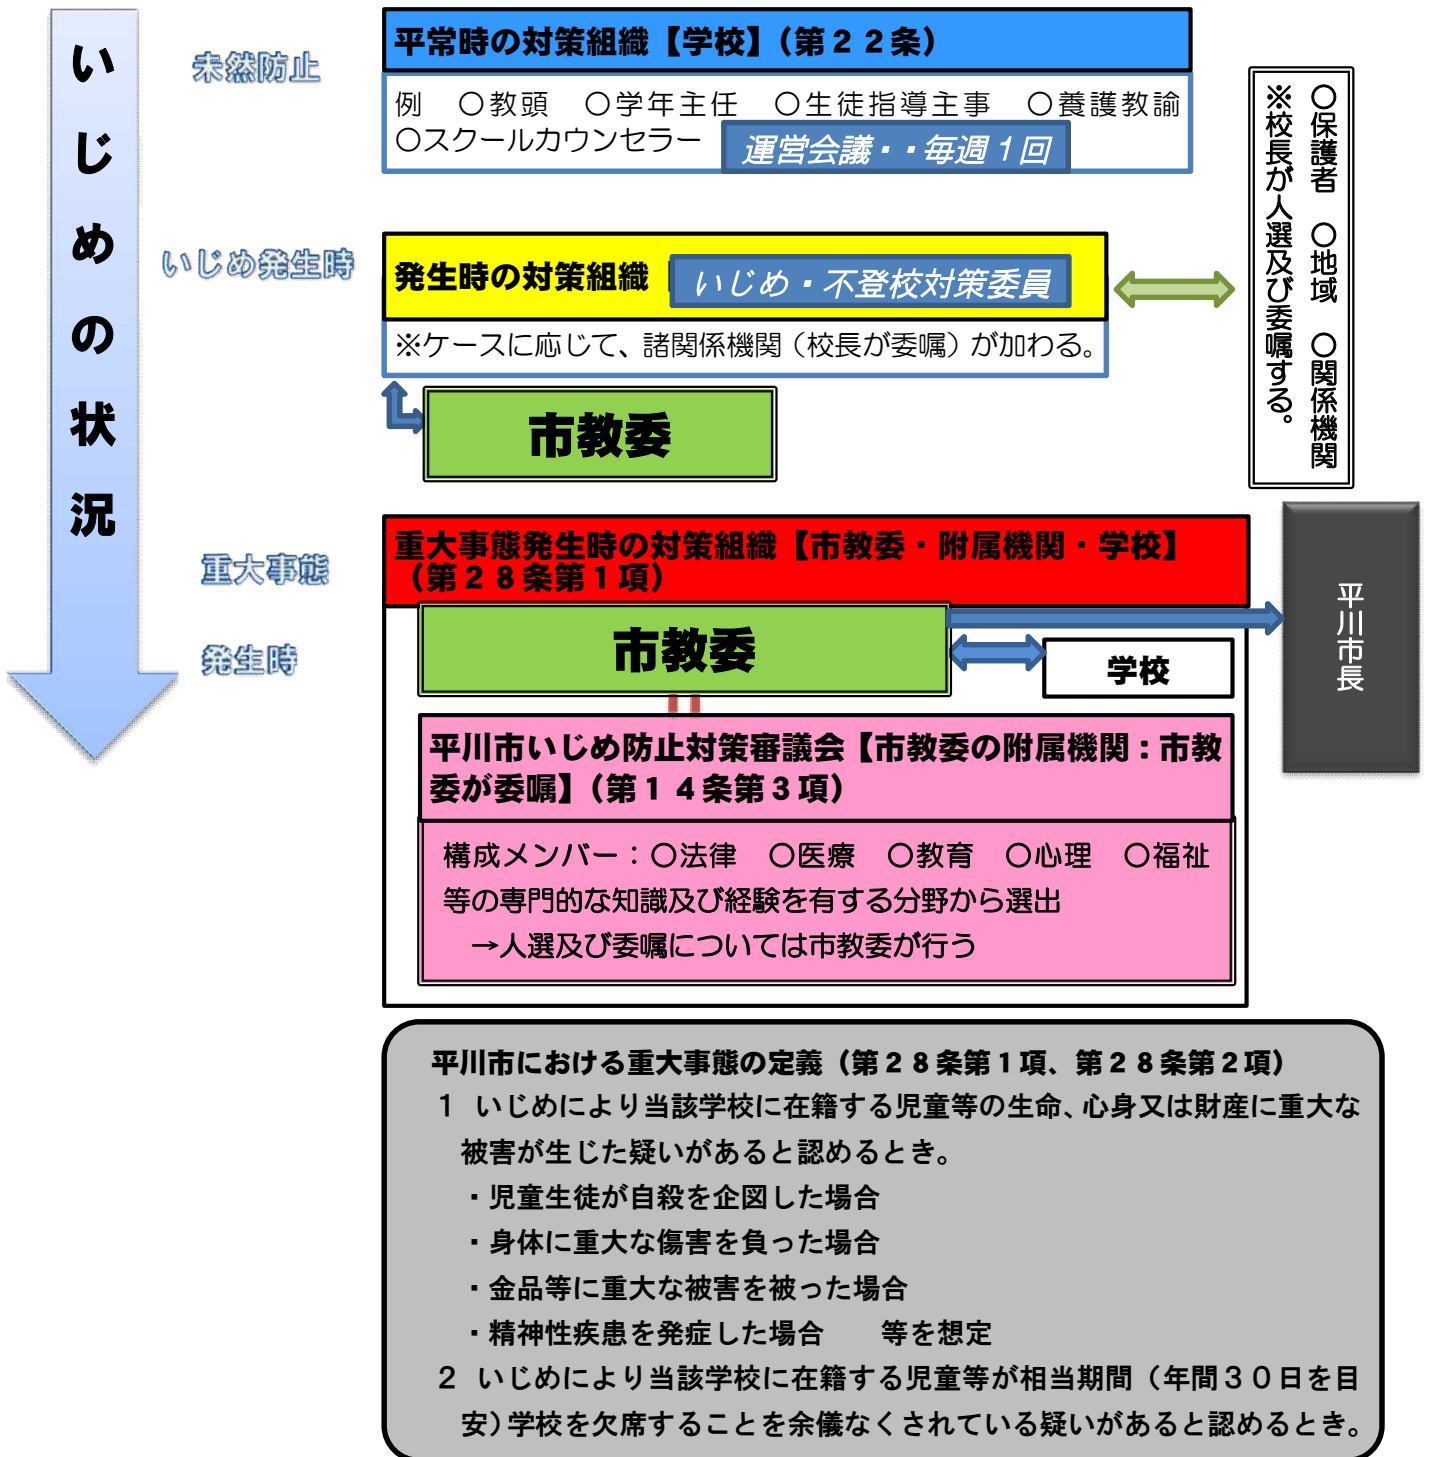 いじめの状況
未然防止
平常時の対策組織【学校】（第２２条）
例　○教頭　○学年主任　○生徒指導主事　○養護教諭
○スクールカウンセラー
運営会議・・毎週１回
○保護者　○地域　○関係機関
※校長が人選及び委嘱する。
いじめ発生時
発生時の対策組織【
いじめ・不登校対策委員
※ケースに応じて、諸関係機関（校長が委嘱）が加わる。
市教委
重大事態
発生時
重大事態発生時の対策組織【市教委・附属機関・学校】
（第２８条第１項）
市教委
学校
平川市長
平川市いじめ防止対策審議会【市教委の附属機関：市教
委が委嘱】（第１４条第３項）
構成メンバー：○法律　○医療　○教育　○心理　○福祉
等の専門的な知識及び経験を有する分野から選出
→人選及び委嘱については市教委が行う
平川市における重大事態の定義（第２８条第１項、第２８条第２項）
１ いじめにより当該学校に在籍する児童等の生命、心身又は財産に重大な
被害が生じた疑いがあると認めるとき。
・児童生徒が自殺を企図した場合
・身体に重大な傷害を負った場合
・金品等に重大な被害を被った場合
・精神性疾患を発症した場合　　等を想定
２ いじめにより当該学校に在籍する児童等が相当期間（年間３０日を目
安）学校を欠席することを余儀なくされている疑いがあると認めるとき。